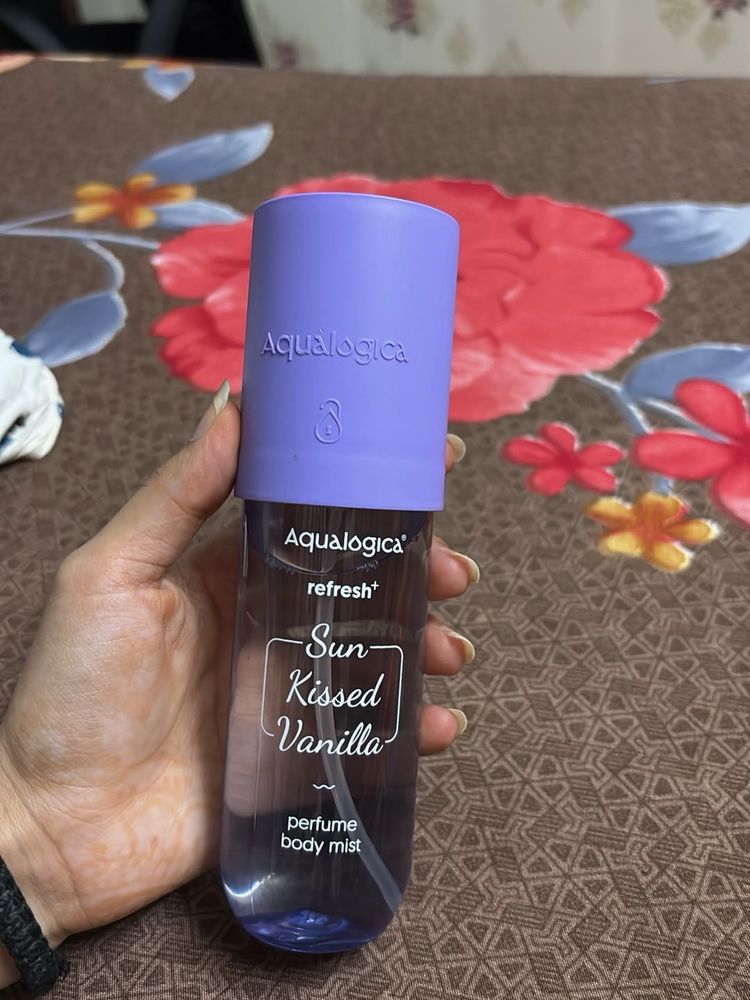 Aqualogica
Aqualogica®
refresh+
Sun
Kissed
Vanilla
perfume
body mist